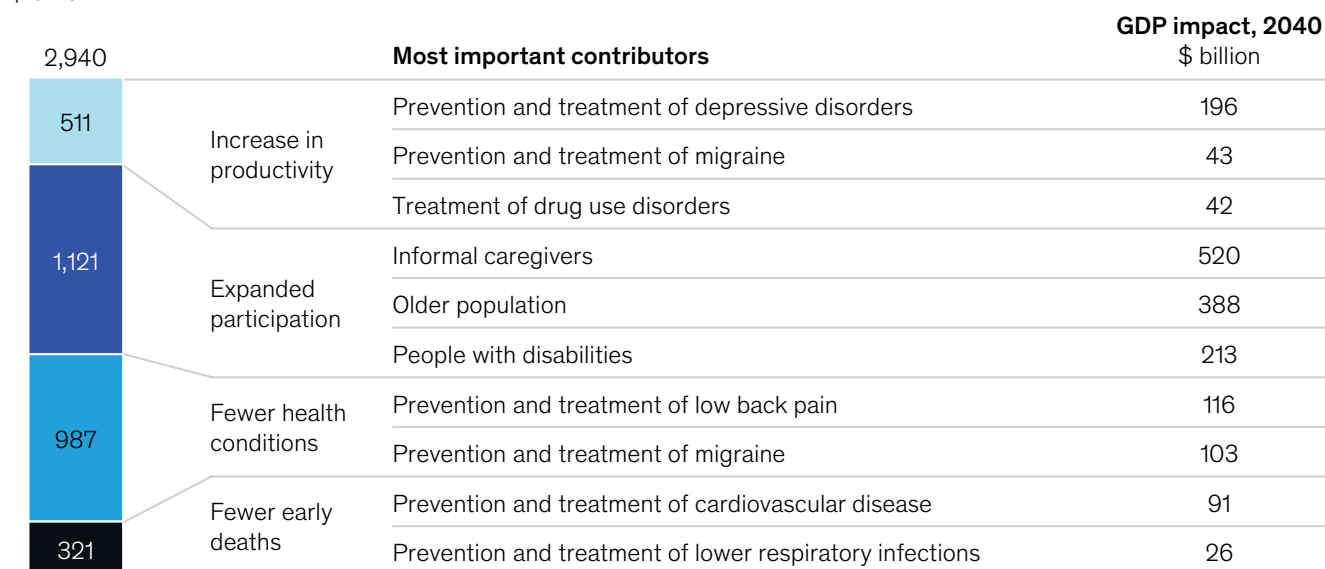 GDP impact, 2040
2,940 Most important contributors $ billion
511
Increase in
productivity
Prevention and treatment of depressive disorders 196
Prevention and treatment of migraine 43
Treatment of drug use disorders 42
1,121
Expanded
participation
Informal caregivers 520
Older population 388
People with disabilities 213
987
Fewer health
conditions
Prevention and treatment of low back pain 116
Prevention and treatment of migraine 103
321
Fewer early
deaths
Prevention and treatment of cardiovascular disease 91
Prevention and treatment of lower respiratory infections 26